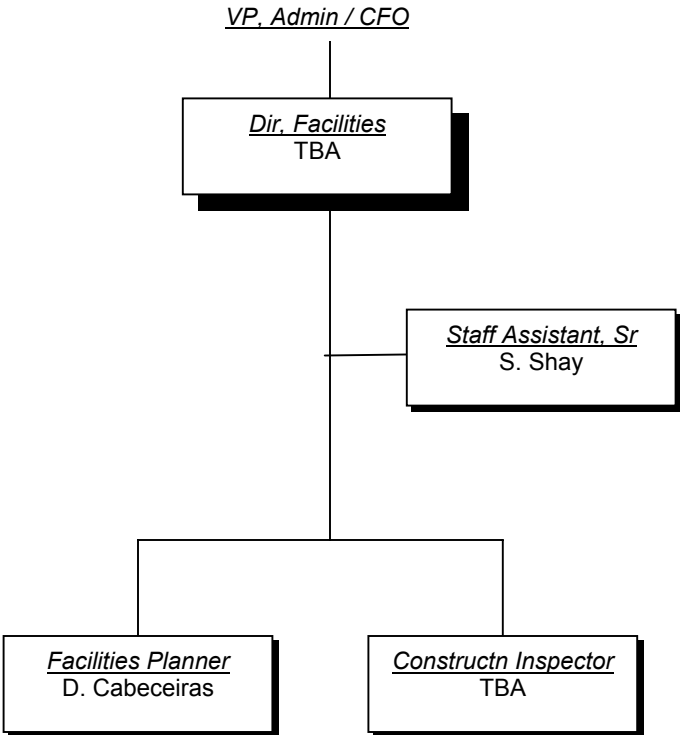 VP, Admin / CFO
Dir, Facilities
TBA
Staff Assistant, Sr
S. Shay
Facilities Planner
D. Cabeceiras
Constructn Inspector
TBA